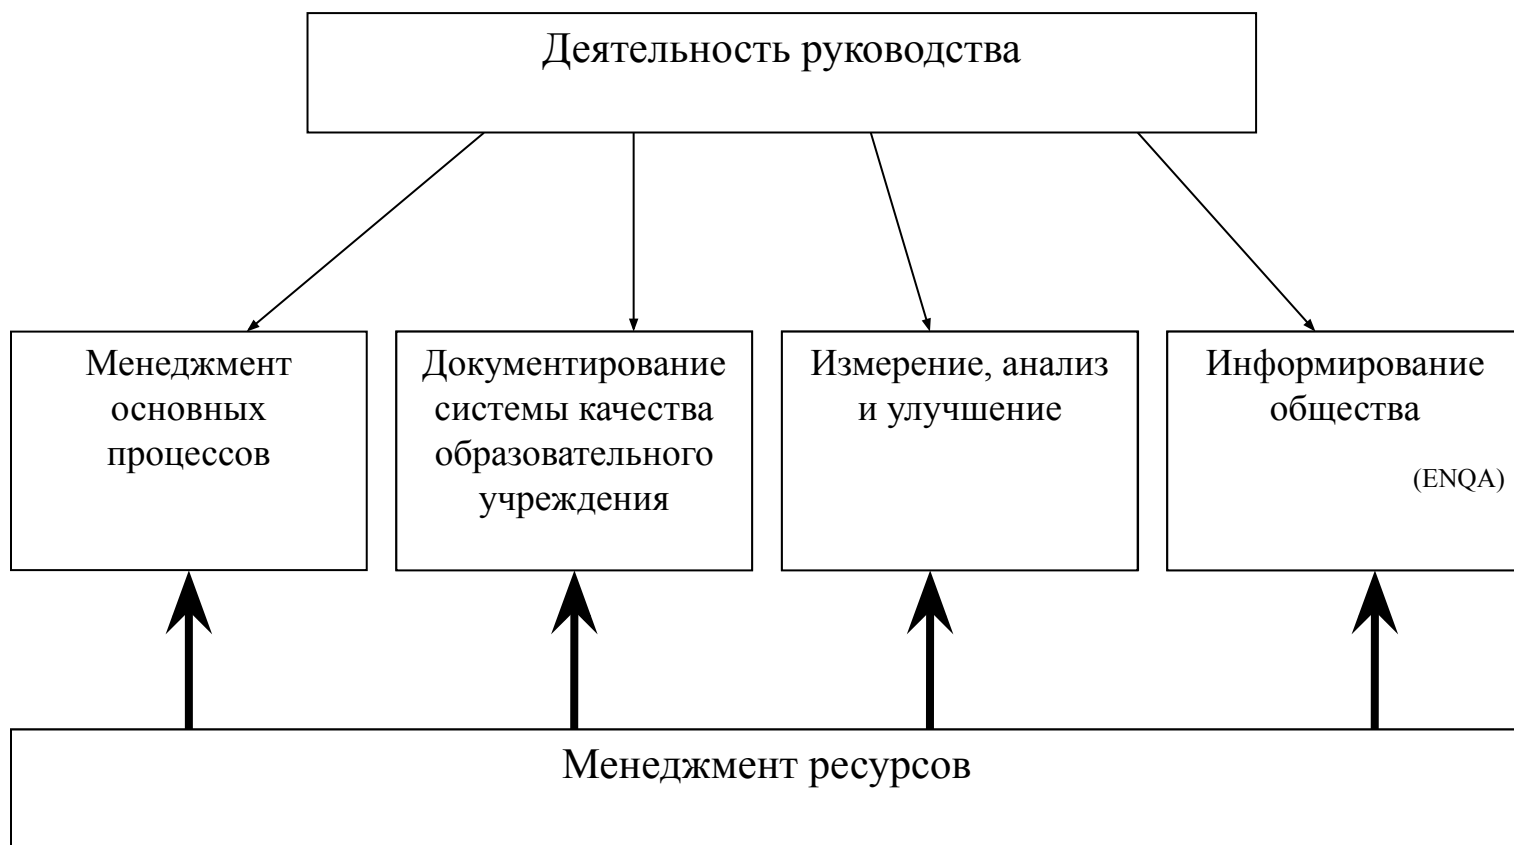 Деятельность руководства
Менеджмент
основных
процессов
Документирование
системы качества
образовательного
учреждения
Измерение, анализ
и улучшение
Информирование
общества
(ENQA)
Менеджмент ресурсов